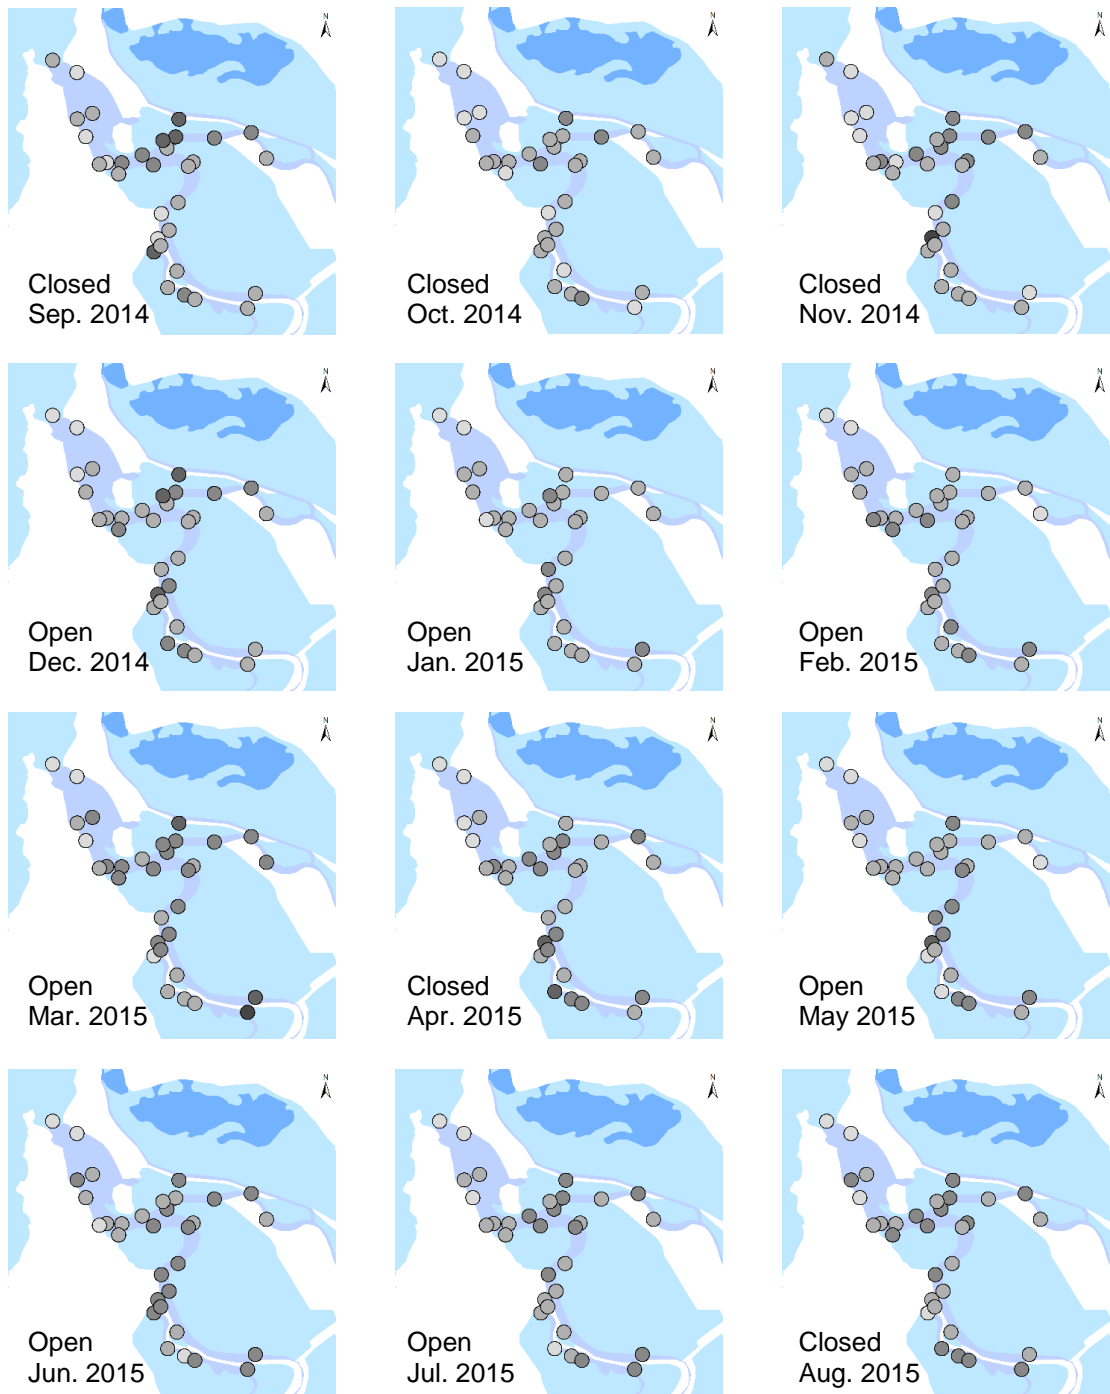 N
N
N
Closed
Sep. 2014
Closed
Oct. 2014
Closed
Nov. 2014
N
N
N
Open
Dec. 2014
Open
Jan. 2015
Open
Feb. 2015
N
N
N
Open
Mar. 2015
Closed
Apr. 2015
Open
May 2015
N
N
N
Open
Jun. 2015
Open
Jul. 2015
Closed
Aug. 2015